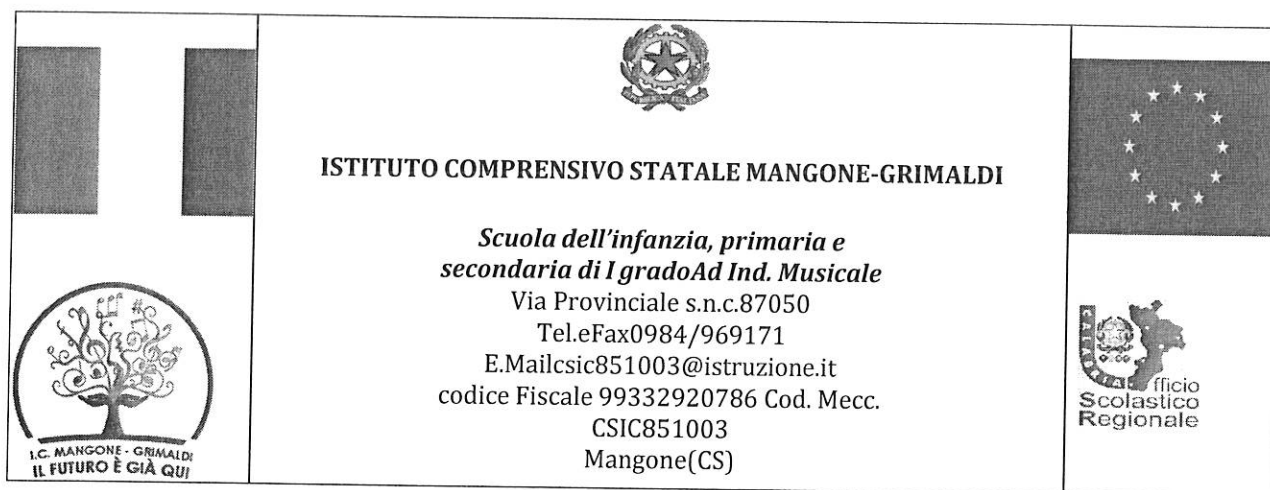 ISTITUTO COMPRENSIVO STATALE MANGONE-GRIMALDI
Scuola dell'infanzia, primaria e
secondaria di I gradoAd Ind. Musicale
Via Provinciale s.n.c.87050
Tel.eFax0984/969171
E.Mailcsic851003@istruzione.it
codice Fiscale 99332920786 Cod. Mecc.
CSIC851003
Mangone(CS)
I.C. MANGONE - GRIMALDI
IL FUTURO È GIÀ QUI
CALABRIA
Ufficio
Scolastico
Regionale